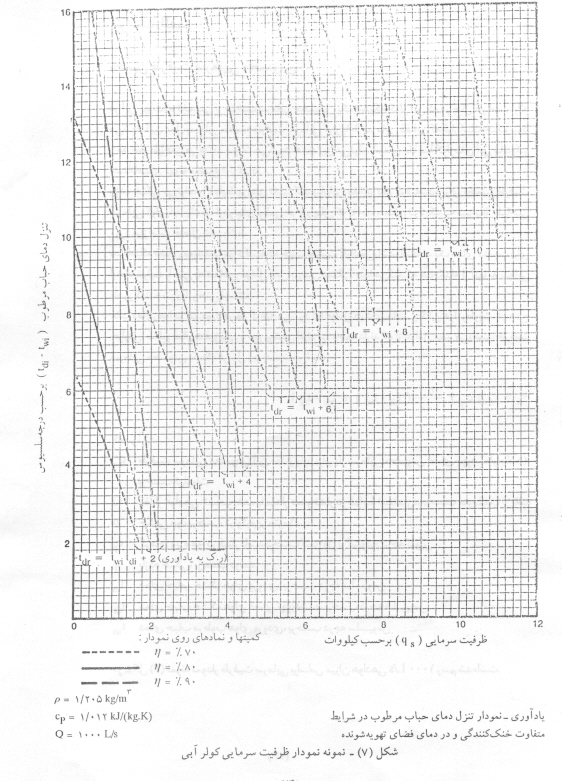 16
14
12
10
8
6
4
2
0
2
4
6
8
10
12
تنزل دمای حباب مرطوب ( t_di - t_wi ) برحسب درجه سلسیوس
t_dr = t_wi + 10
t_dr = t_wi + 8
t_dr = t_wi + 6
t_dr = t_wi + 4
t_dr = t_wi + 2 (ر.ک به یادآوری)
ظرفیت سرمایی ( q_s ) برحسب کیلووات
کمیتها و نمادهای روی نمودار :
η = ٪۷۰
η = ٪۸۰
η = ٪۹۰
ρ = ۱/۲۰۵ kg/m³
c_P = ۱/۰۱۲ kJ/(kg.K)
Q = ۱۰۰۰ L/s
یادآوری ـ نمودار تنزل دمای حباب مرطوب در شرایط
متفاوت خنک‌کنندگی و در دمای فضای تهویه‌شونده
شکل (۷) ـ نمونه نمودار ظرفیت سرمایی کولر آبی